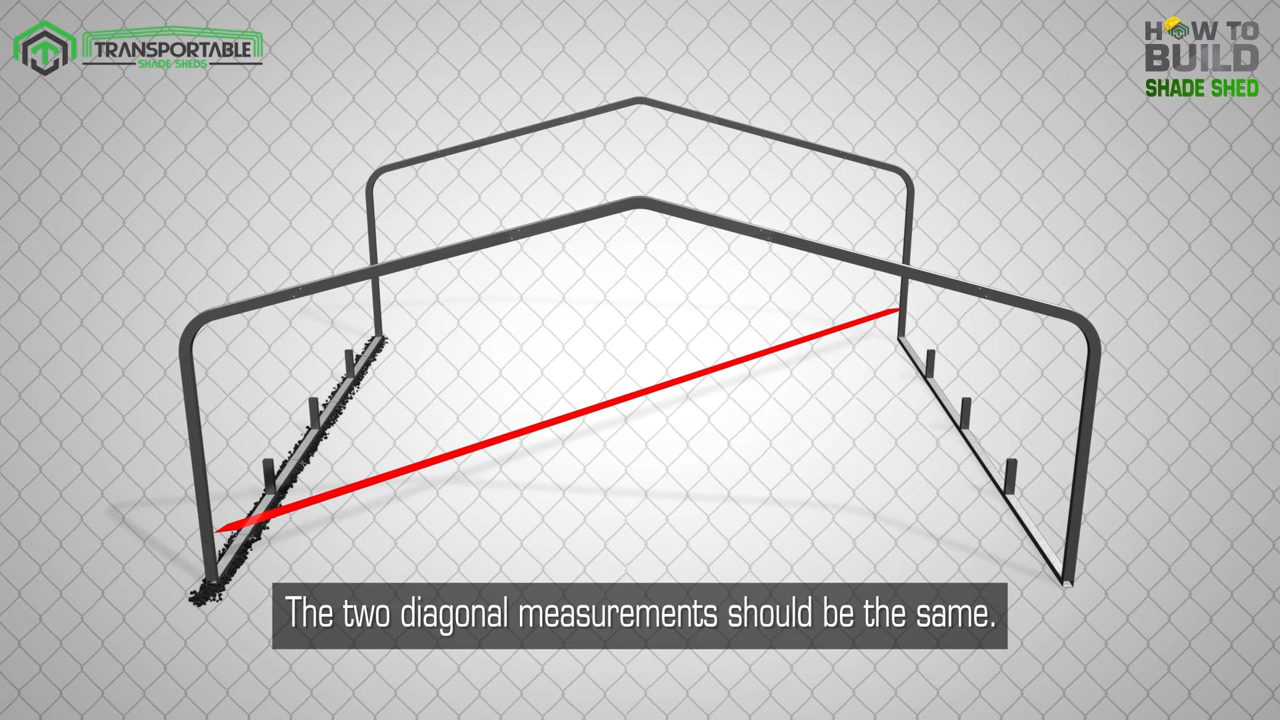 TRANSPORTABLE
SHADE SHEDS
HOW TO
BUILD
SHADE SHED
The two diagonal measurements should be the same.